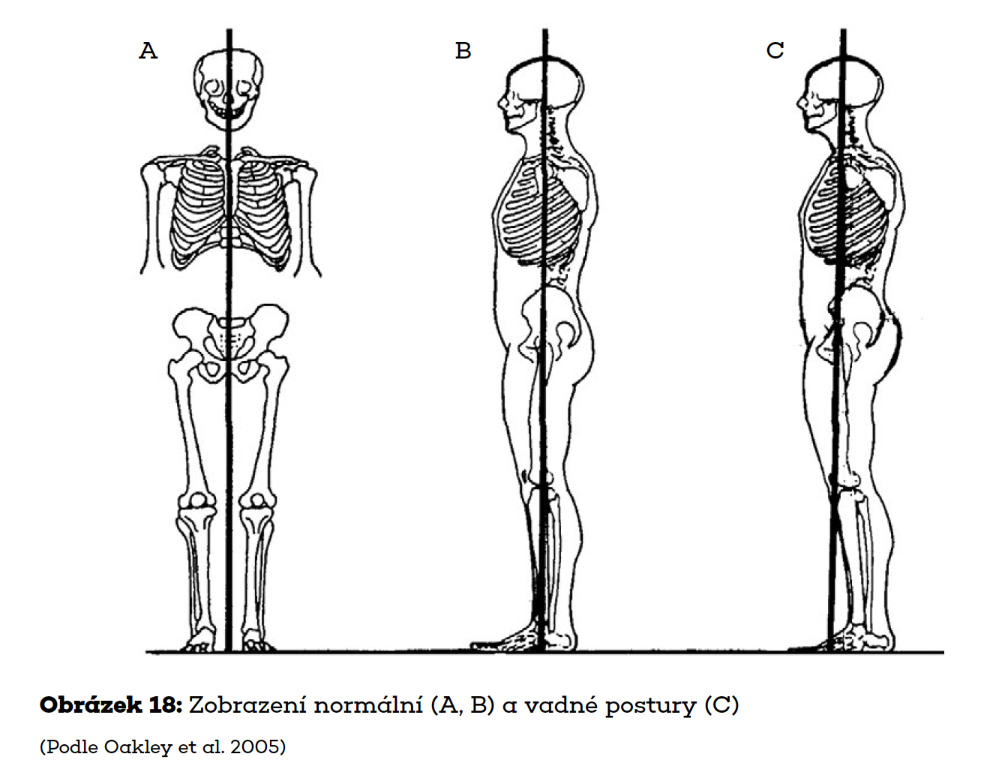 A B C
Obrázek 18: Zobrazení normální (A, B) a vadné postury (C)
(Podle Oakley et al. 2005)